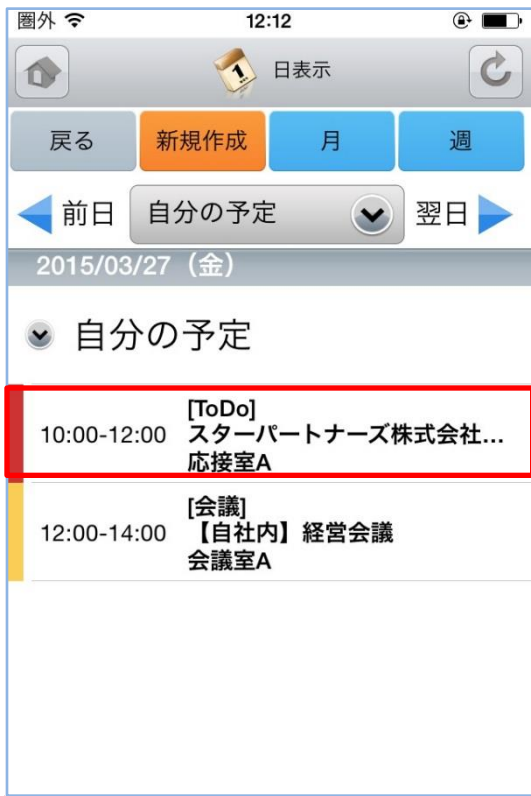 圏外 12:12
1 日表示
戻る 新規作成 月 週
前日 自分の予定 翌日
2015/03/27（金）
自分の予定
[ToDo]
10:00-12:00 スターパートナーズ株式会社...
応接室A
[会議]
12:00-14:00 【自社内】経営会議
会議室A